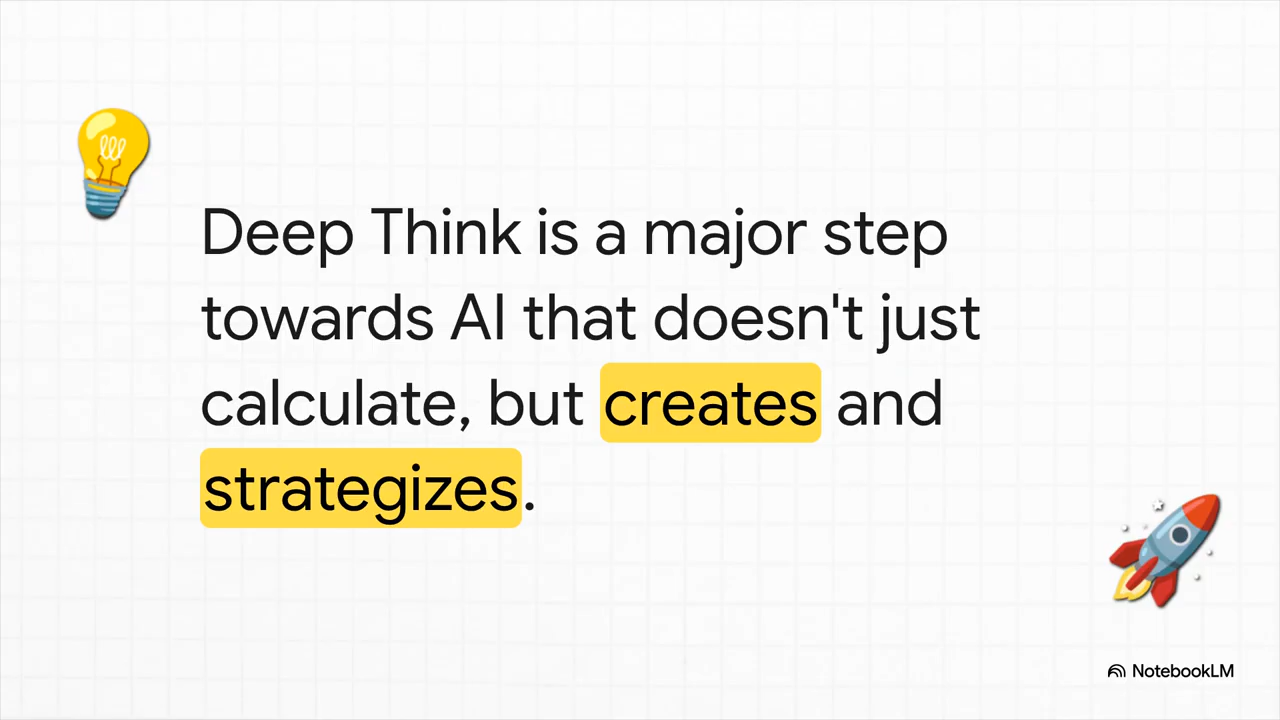 Deep Think is a major step
towards AI that doesn't just
calculate, but creates and
strategizes.
NotebookLM